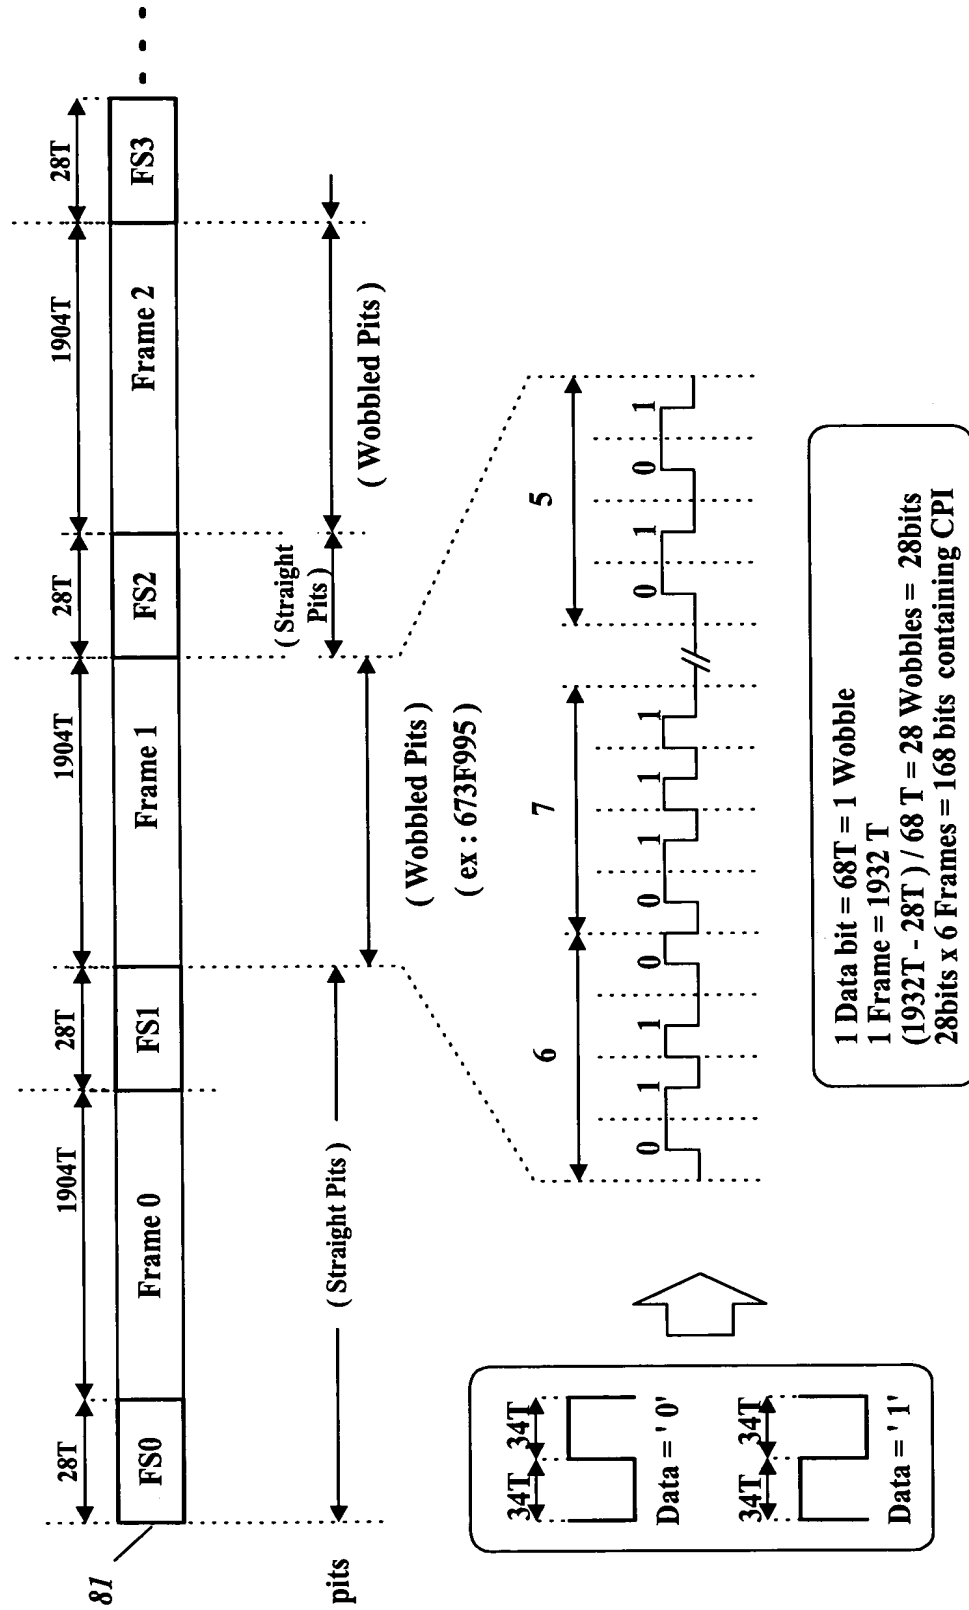 81
28T
1904T
28T
1904T
28T
1904T
28T
FS0
Frame 0
FS1
Frame 1
FS2
Frame 2
FS3
pits
( Straight Pits )
( Wobbled Pits )
( ex : 673F995 )
( Straight
Pits )
( Wobbled Pits )
34T 34T
Data = ' 0'
34T 34T
Data = ' 1'
6
7
5
0 1 1 0 0 1 1 1 0 1 0 1
1 Data bit = 68T = 1 Wobble
1 Frame = 1932 T
(1932T - 28T ) / 68 T = 28 Wobbles = 28bits
28bits x 6 Frames = 168 bits containing CPI